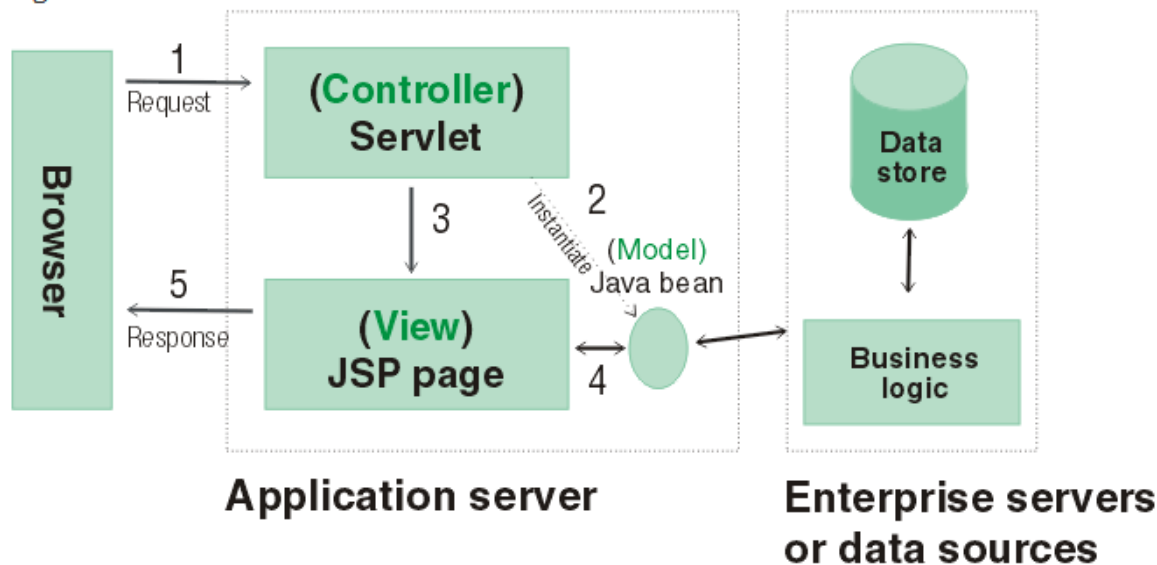 1
Request
(Controller)
Servlet
Browser
2
Instantiate
3
(Model)
Java bean
5
Response
(View)
JSP page
4
Data
store
Business
logic
Application server
Enterprise servers
or data sources